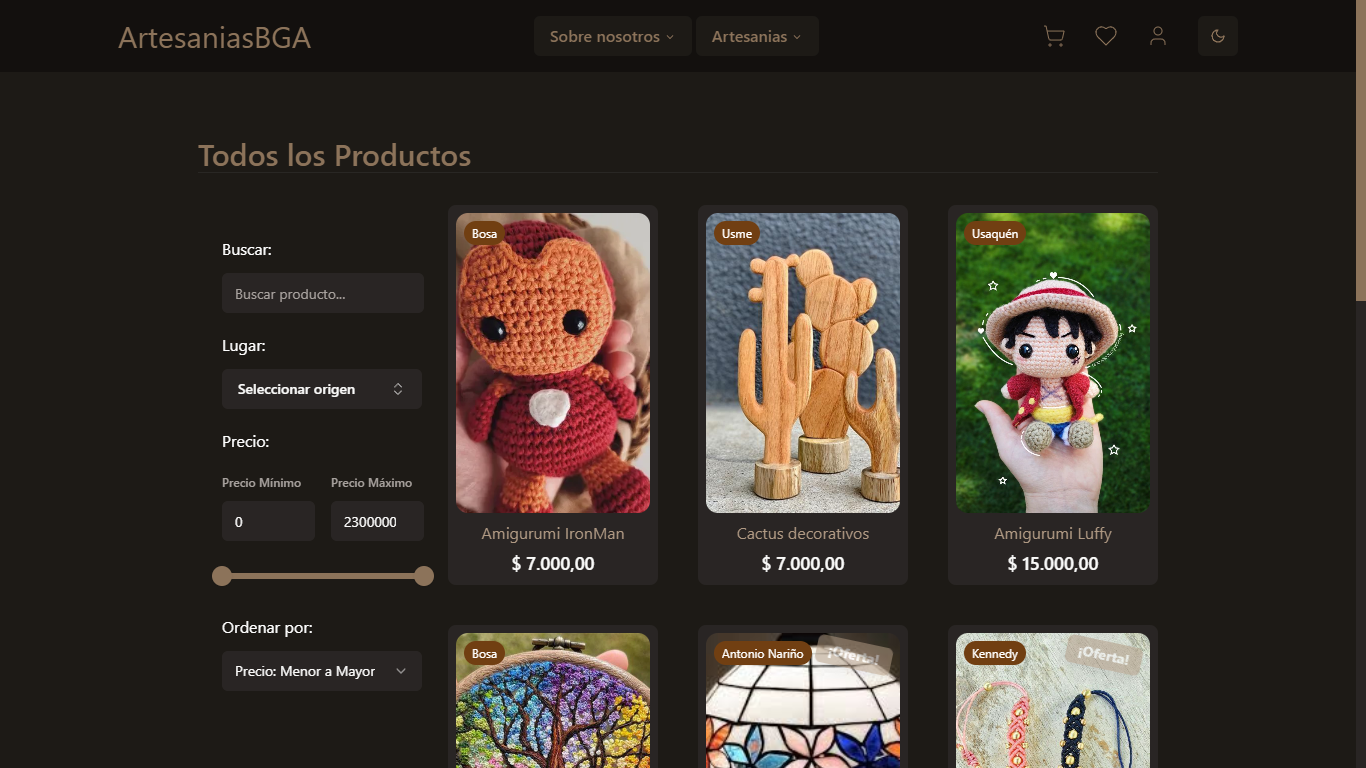 ArtesaniasBGA
Sobre nosotros
Artesanias
Todos los Productos
Buscar:
Buscar producto...
Lugar:
Seleccionar origen
Precio:
Precio Mínimo
Precio Máximo
0
2300000
Ordenar por:
Precio: Menor a Mayor
Bosa
Amigurumi IronMan
$ 7.000,00
Usme
Cactus decorativos
$ 7.000,00
Usaquén
Amigurumi Luffy
$ 15.000,00
Bosa
Antonio Nariño
¡Oferta!
Kennedy
¡Oferta!